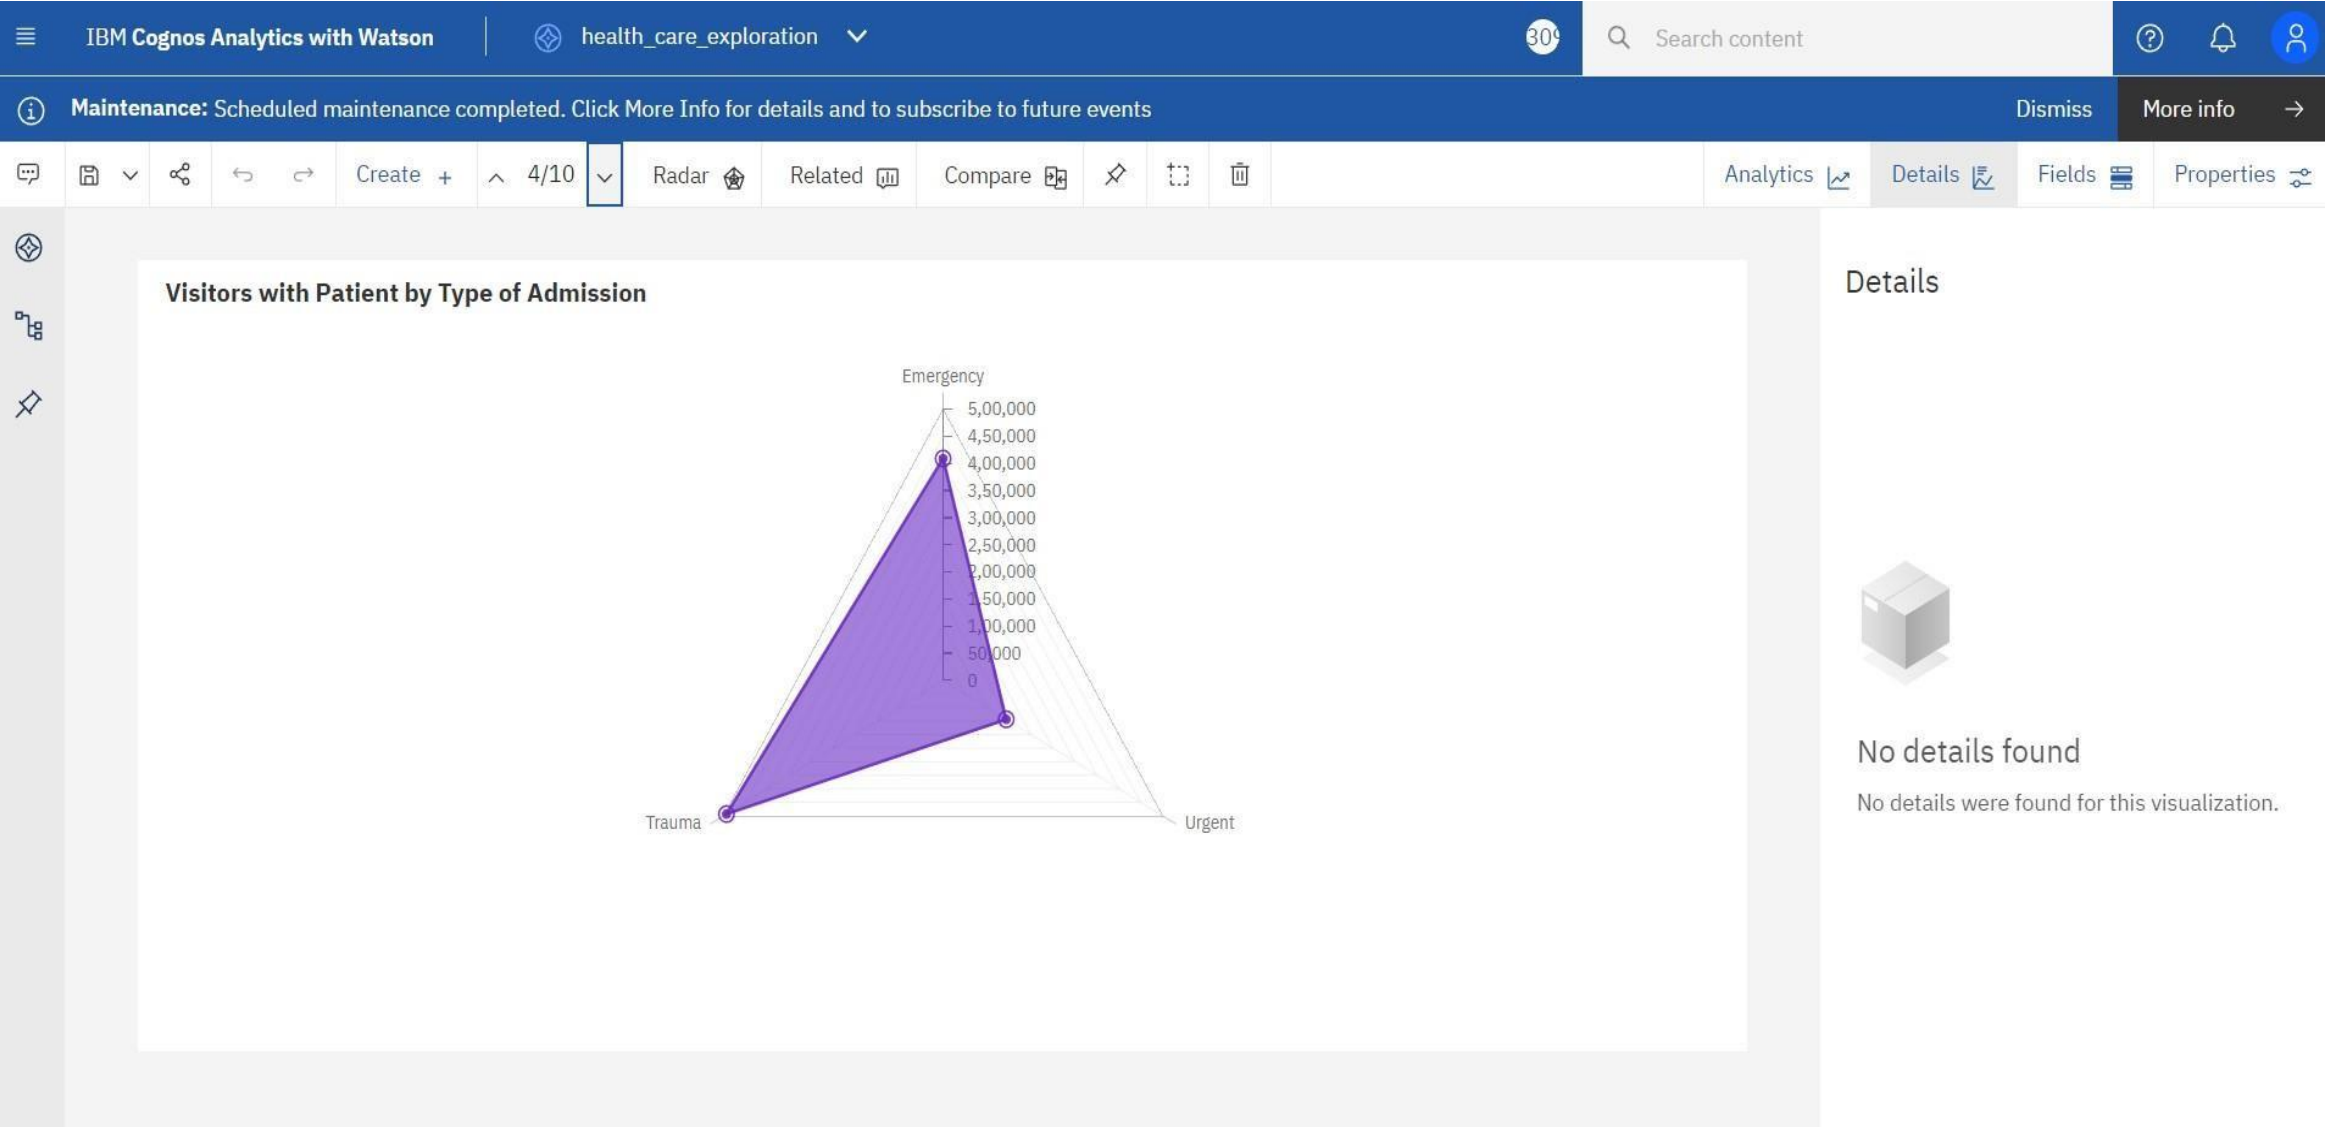 IBM Cognos Analytics with Watson
health_care_exploration
30
Search content
Maintenance: Scheduled maintenance completed. Click More Info for details and to subscribe to future events
Dismiss
More info
Create +
4/10
Radar
Related
Compare
Analytics
Details
Fields
Properties
Visitors with Patient by Type of Admission
Emergency
5,00,000
4,50,000
4,00,000
3,50,000
3,00,000
2,50,000
2,00,000
1,50,000
1,00,000
50,000
0
Trauma
Urgent
Details
No details found
No details were found for this visualization.